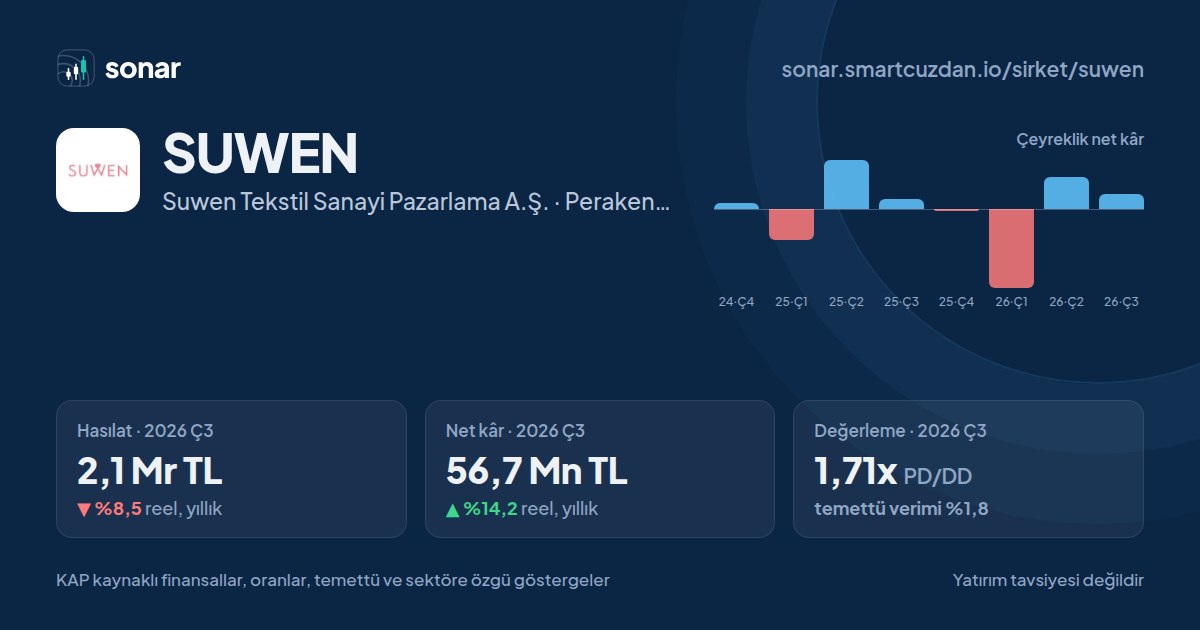 sonar
sonar.smartcuzdan.io/sirket/suwen
SUWEN
SUWEN
Suwen Tekstil Sanayi Pazarlama A.Ş. · Peraken...
Çeyreklik net kâr
24-Ç4 25-Ç1 25-Ç2 25-Ç3 25-Ç4 26-Ç1 26-Ç2 26-Ç3
Hasılat · 2026 Ç3
2,1 Mr TL
▼ %8,5 reel, yıllık
Net kâr · 2026 Ç3
56,7 Mn TL
▲ %14,2 reel, yıllık
Değerleme · 2026 Ç3
1,71x PD/DD
temettü verimi %1,8
KAP kaynaklı finansallar, oranlar, temettü ve sektöre özgü göstergeler
Yatırım tavsiyesi değildir